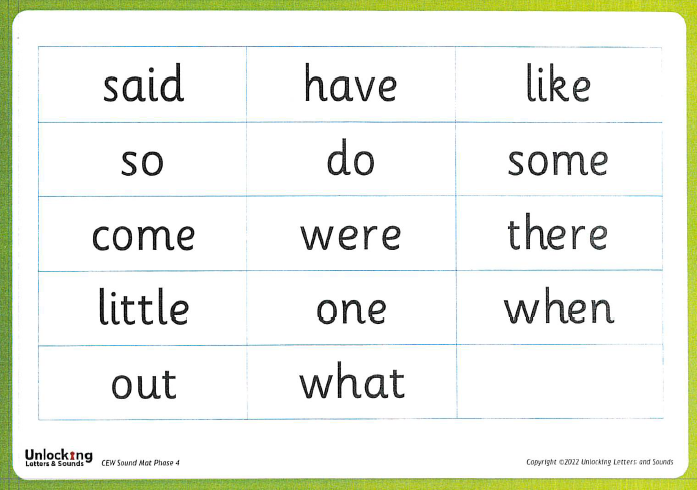 said have like
so do some
come were there
little one when
out what
Unlocking
Letters & Sounds
CEW Sound Mat Phase 4
Copyright ©2022 Unlocking Letters and Sounds